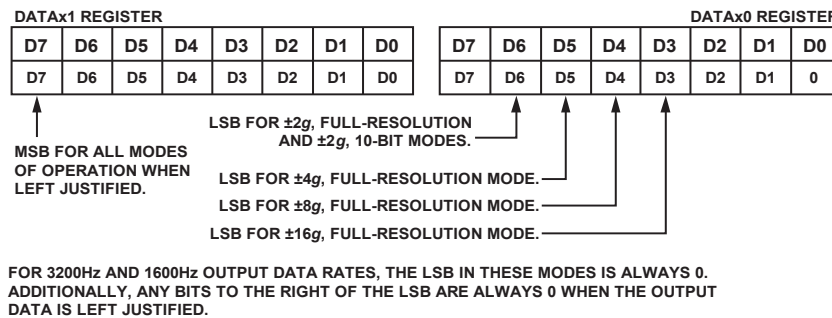 DATAx1 REGISTER DATAx0 REGISTER
D7 D6 D5 D4 D3 D2 D1 D0 D7 D6 D5 D4 D3 D2 D1 D0
D7 D6 D5 D4 D3 D2 D1 D0 D7 D6 D5 D4 D3 D2 D1 0
MSB FOR ALL MODES
OF OPERATION WHEN
LEFT JUSTIFIED.
LSB FOR ±2g, FULL-RESOLUTION
AND ±2g, 10-BIT MODES.
LSB FOR ±4g, FULL-RESOLUTION MODE.
LSB FOR ±8g, FULL-RESOLUTION MODE.
LSB FOR ±16g, FULL-RESOLUTION MODE.
FOR 3200Hz AND 1600Hz OUTPUT DATA RATES, THE LSB IN THESE MODES IS ALWAYS 0.
ADDITIONALLY, ANY BITS TO THE RIGHT OF THE LSB ARE ALWAYS 0 WHEN THE OUTPUT
DATA IS LEFT JUSTIFIED.